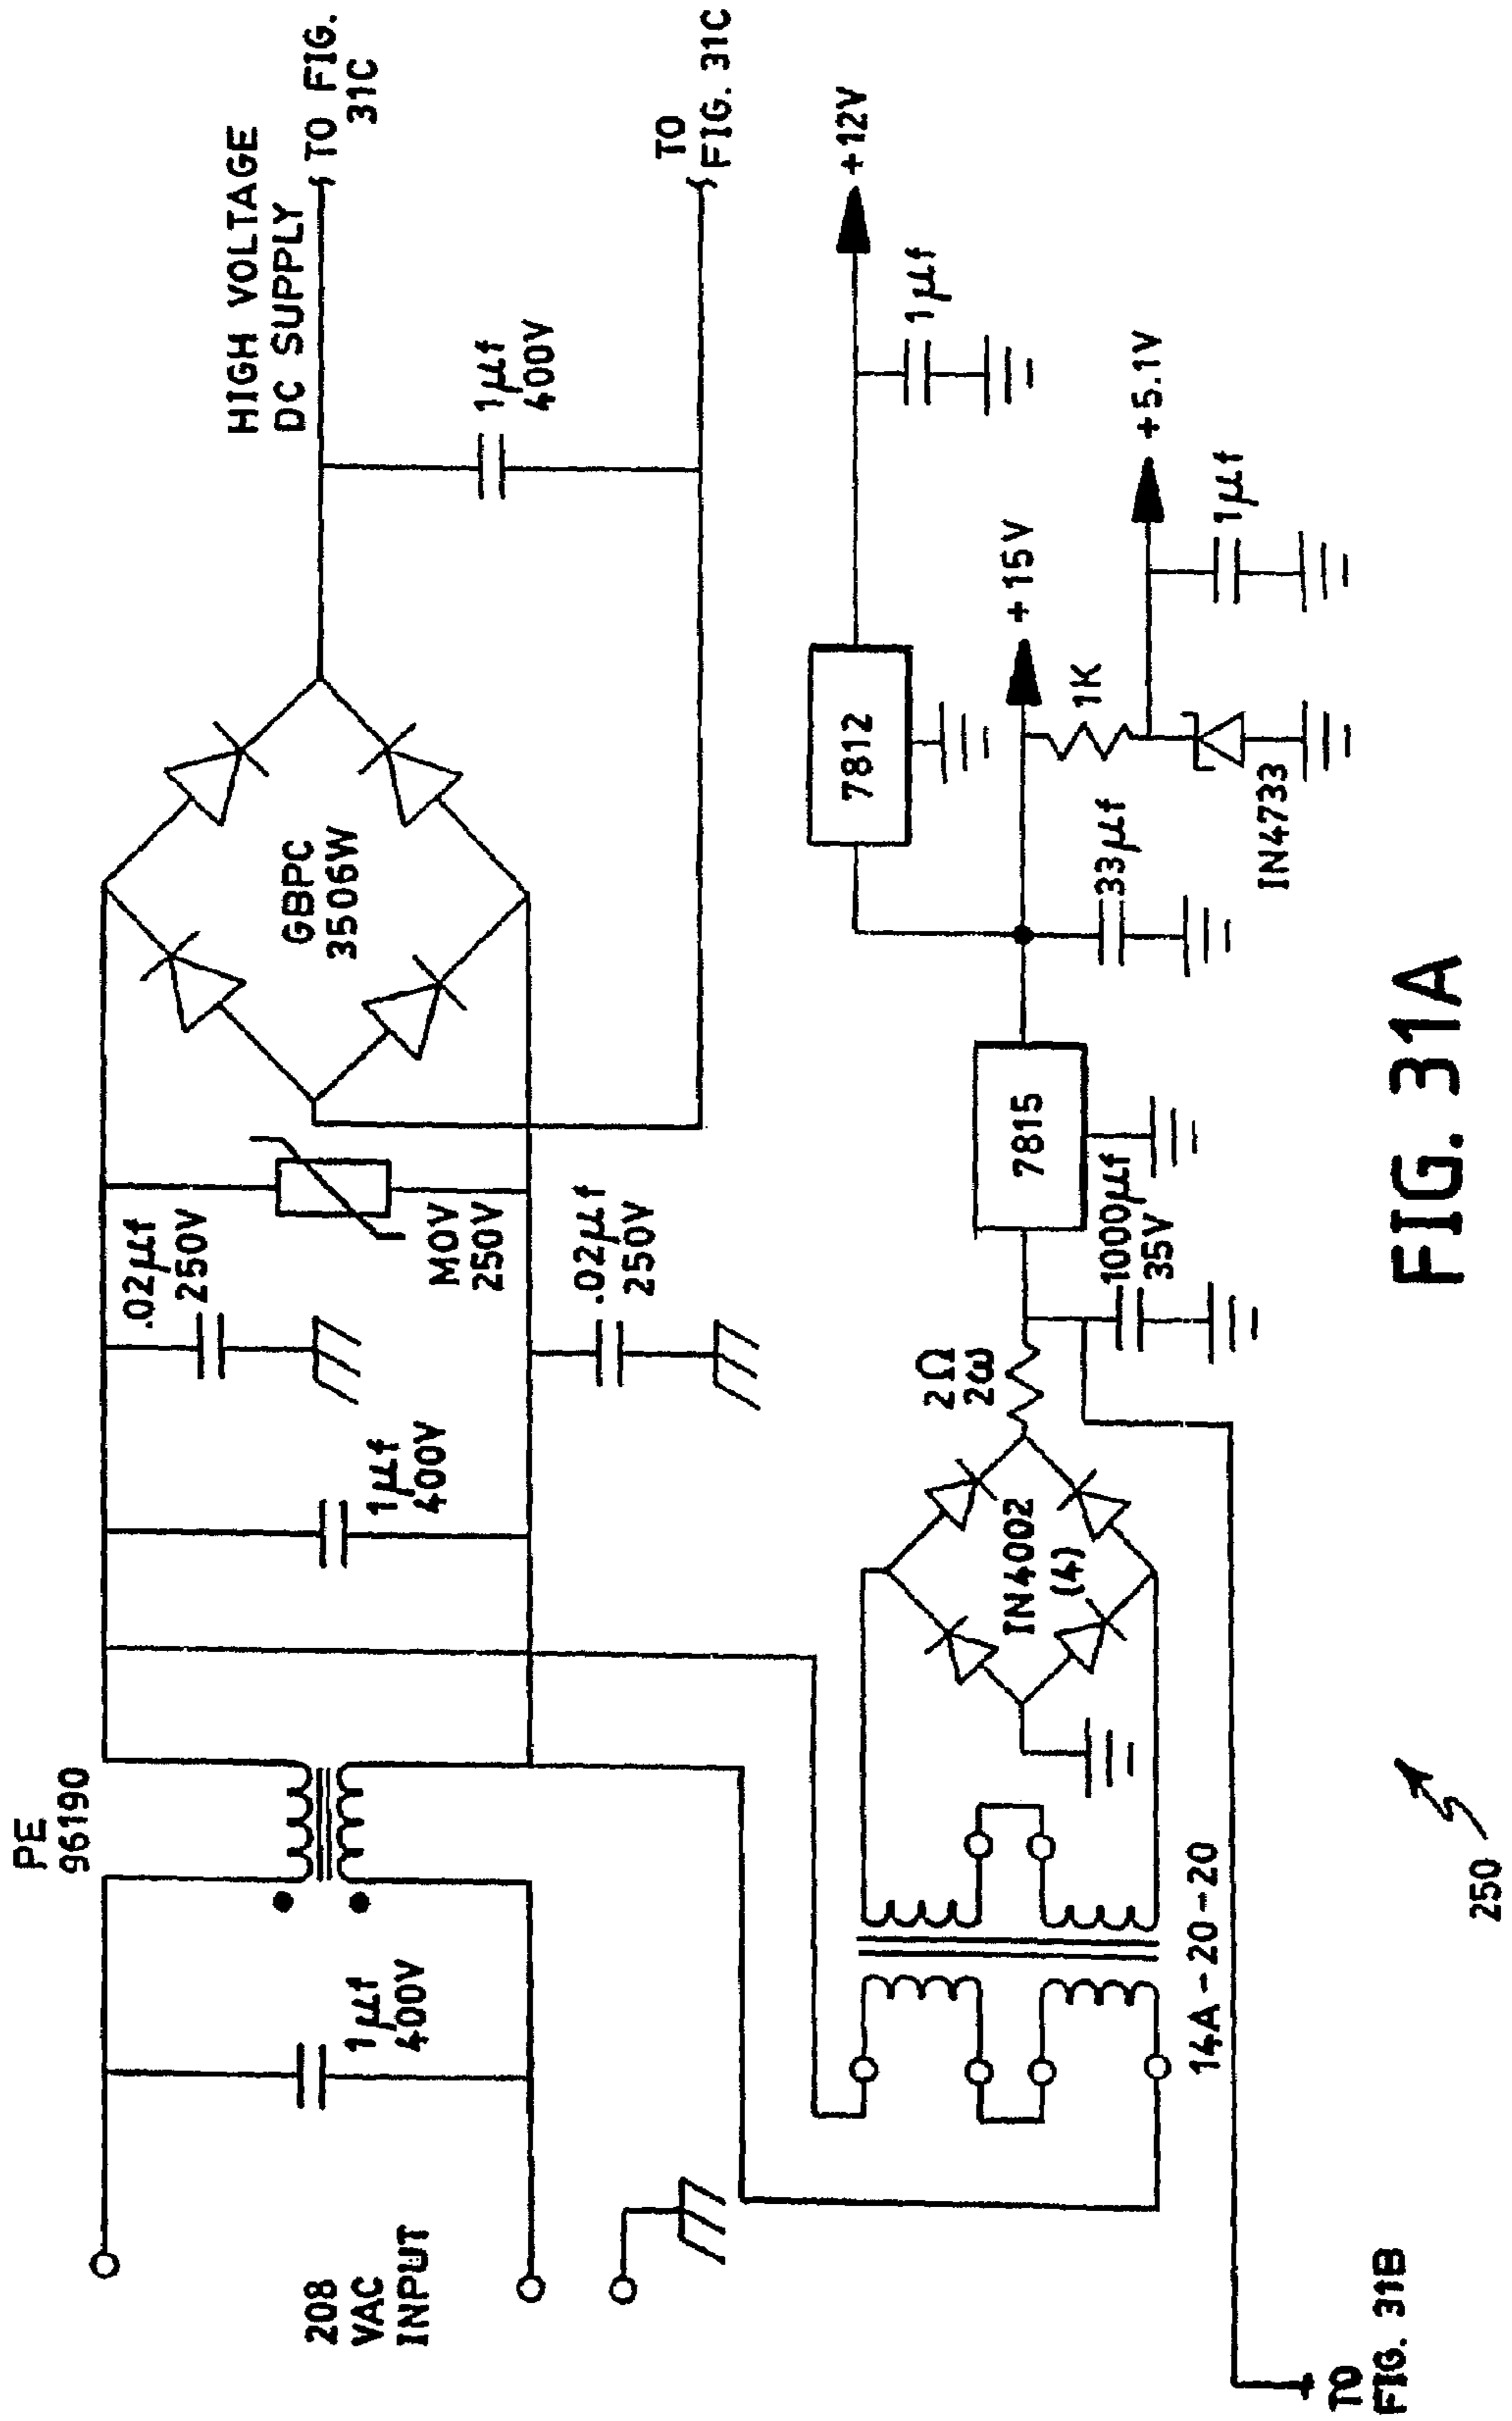 PE
96190
208
VAC
INPUT
1µf
400V
1µf
400V
.02µf
250V
MOV
250V
.02µf
250V
GBPC
3506W
HIGH VOLTAGE
DC SUPPLY
TO FIG.
31C
1µf
400V
TO
FIG. 31C
14A-20-20
IN4002
(4)
2Ω
2ω
1000µf
35V
7815
7812
+12V
1µf
+15V
33µf
1K
IN4733
+5.1V
1µf
TO
FIG. 31B
250
FIG. 31A